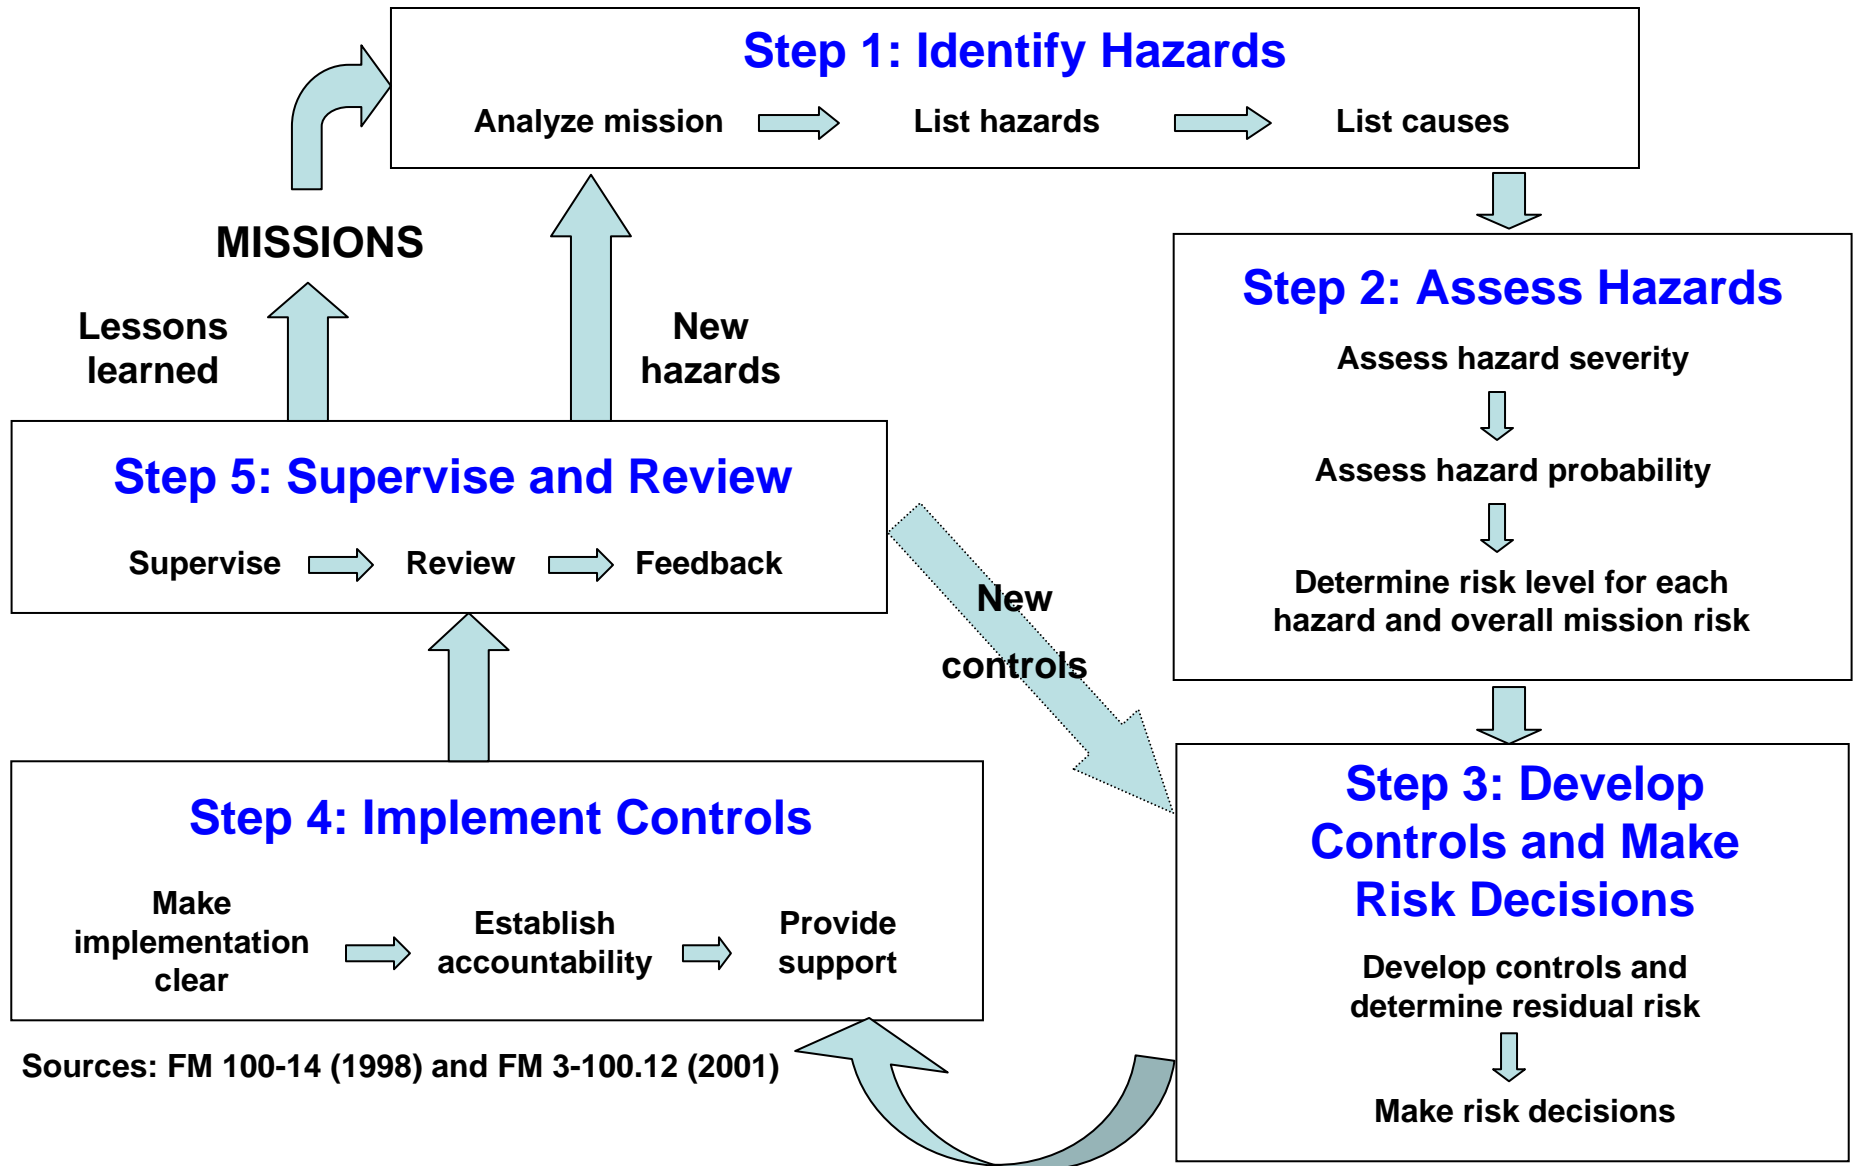 Step 1: Identify Hazards
Analyze mission
List hazards
List causes
MISSIONS
Lessons
learned
New
hazards
Step 2: Assess Hazards
Assess hazard severity
Assess hazard probability
Determine risk level for each
hazard and overall mission risk
Step 5: Supervise and Review
Supervise
Review
Feedback
New
controls
Step 3: Develop
Controls and Make
Risk Decisions
Develop controls and
determine residual risk
Make risk decisions
Step 4: Implement Controls
Make
implementation
clear
Establish
accountability
Provide
support
Sources: FM 100-14 (1998) and FM 3-100.12 (2001)